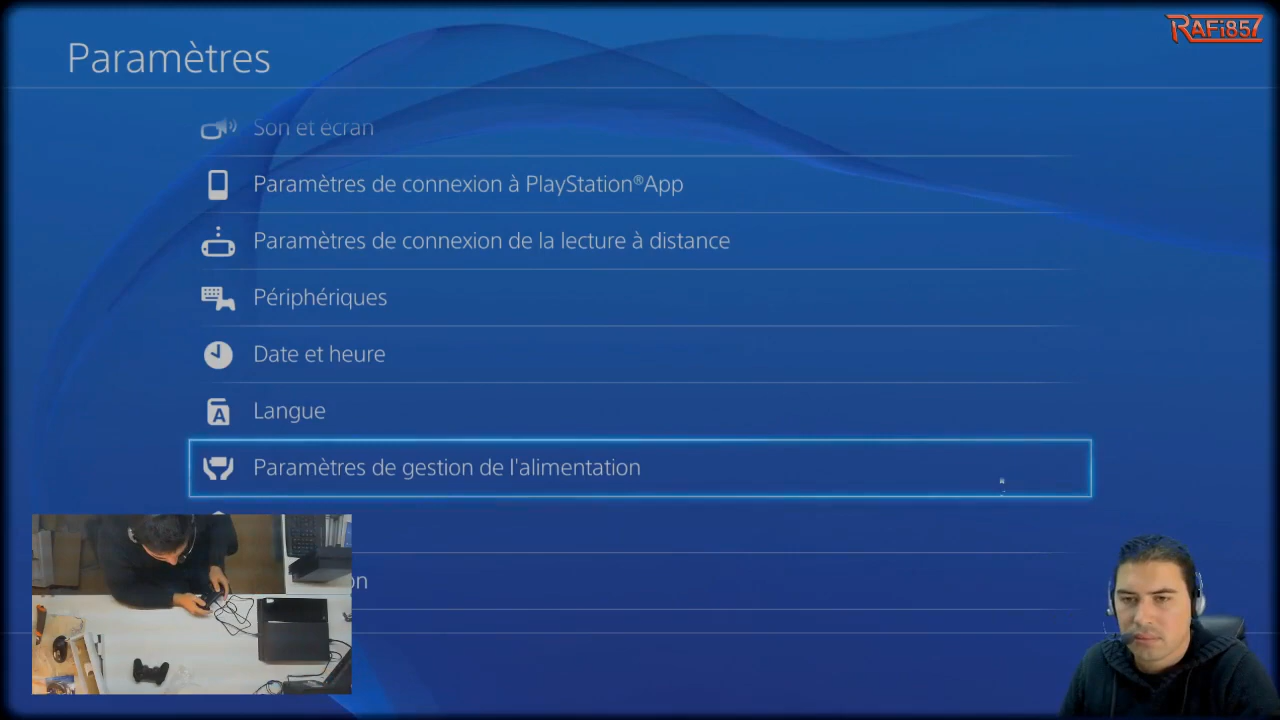 RAFi857
Paramètres
Son et écran
Paramètres de connexion à PlayStation®App
Paramètres de connexion de la lecture à distance
Périphériques
Date et heure
Langue
Paramètres de gestion de l'alimentation
on